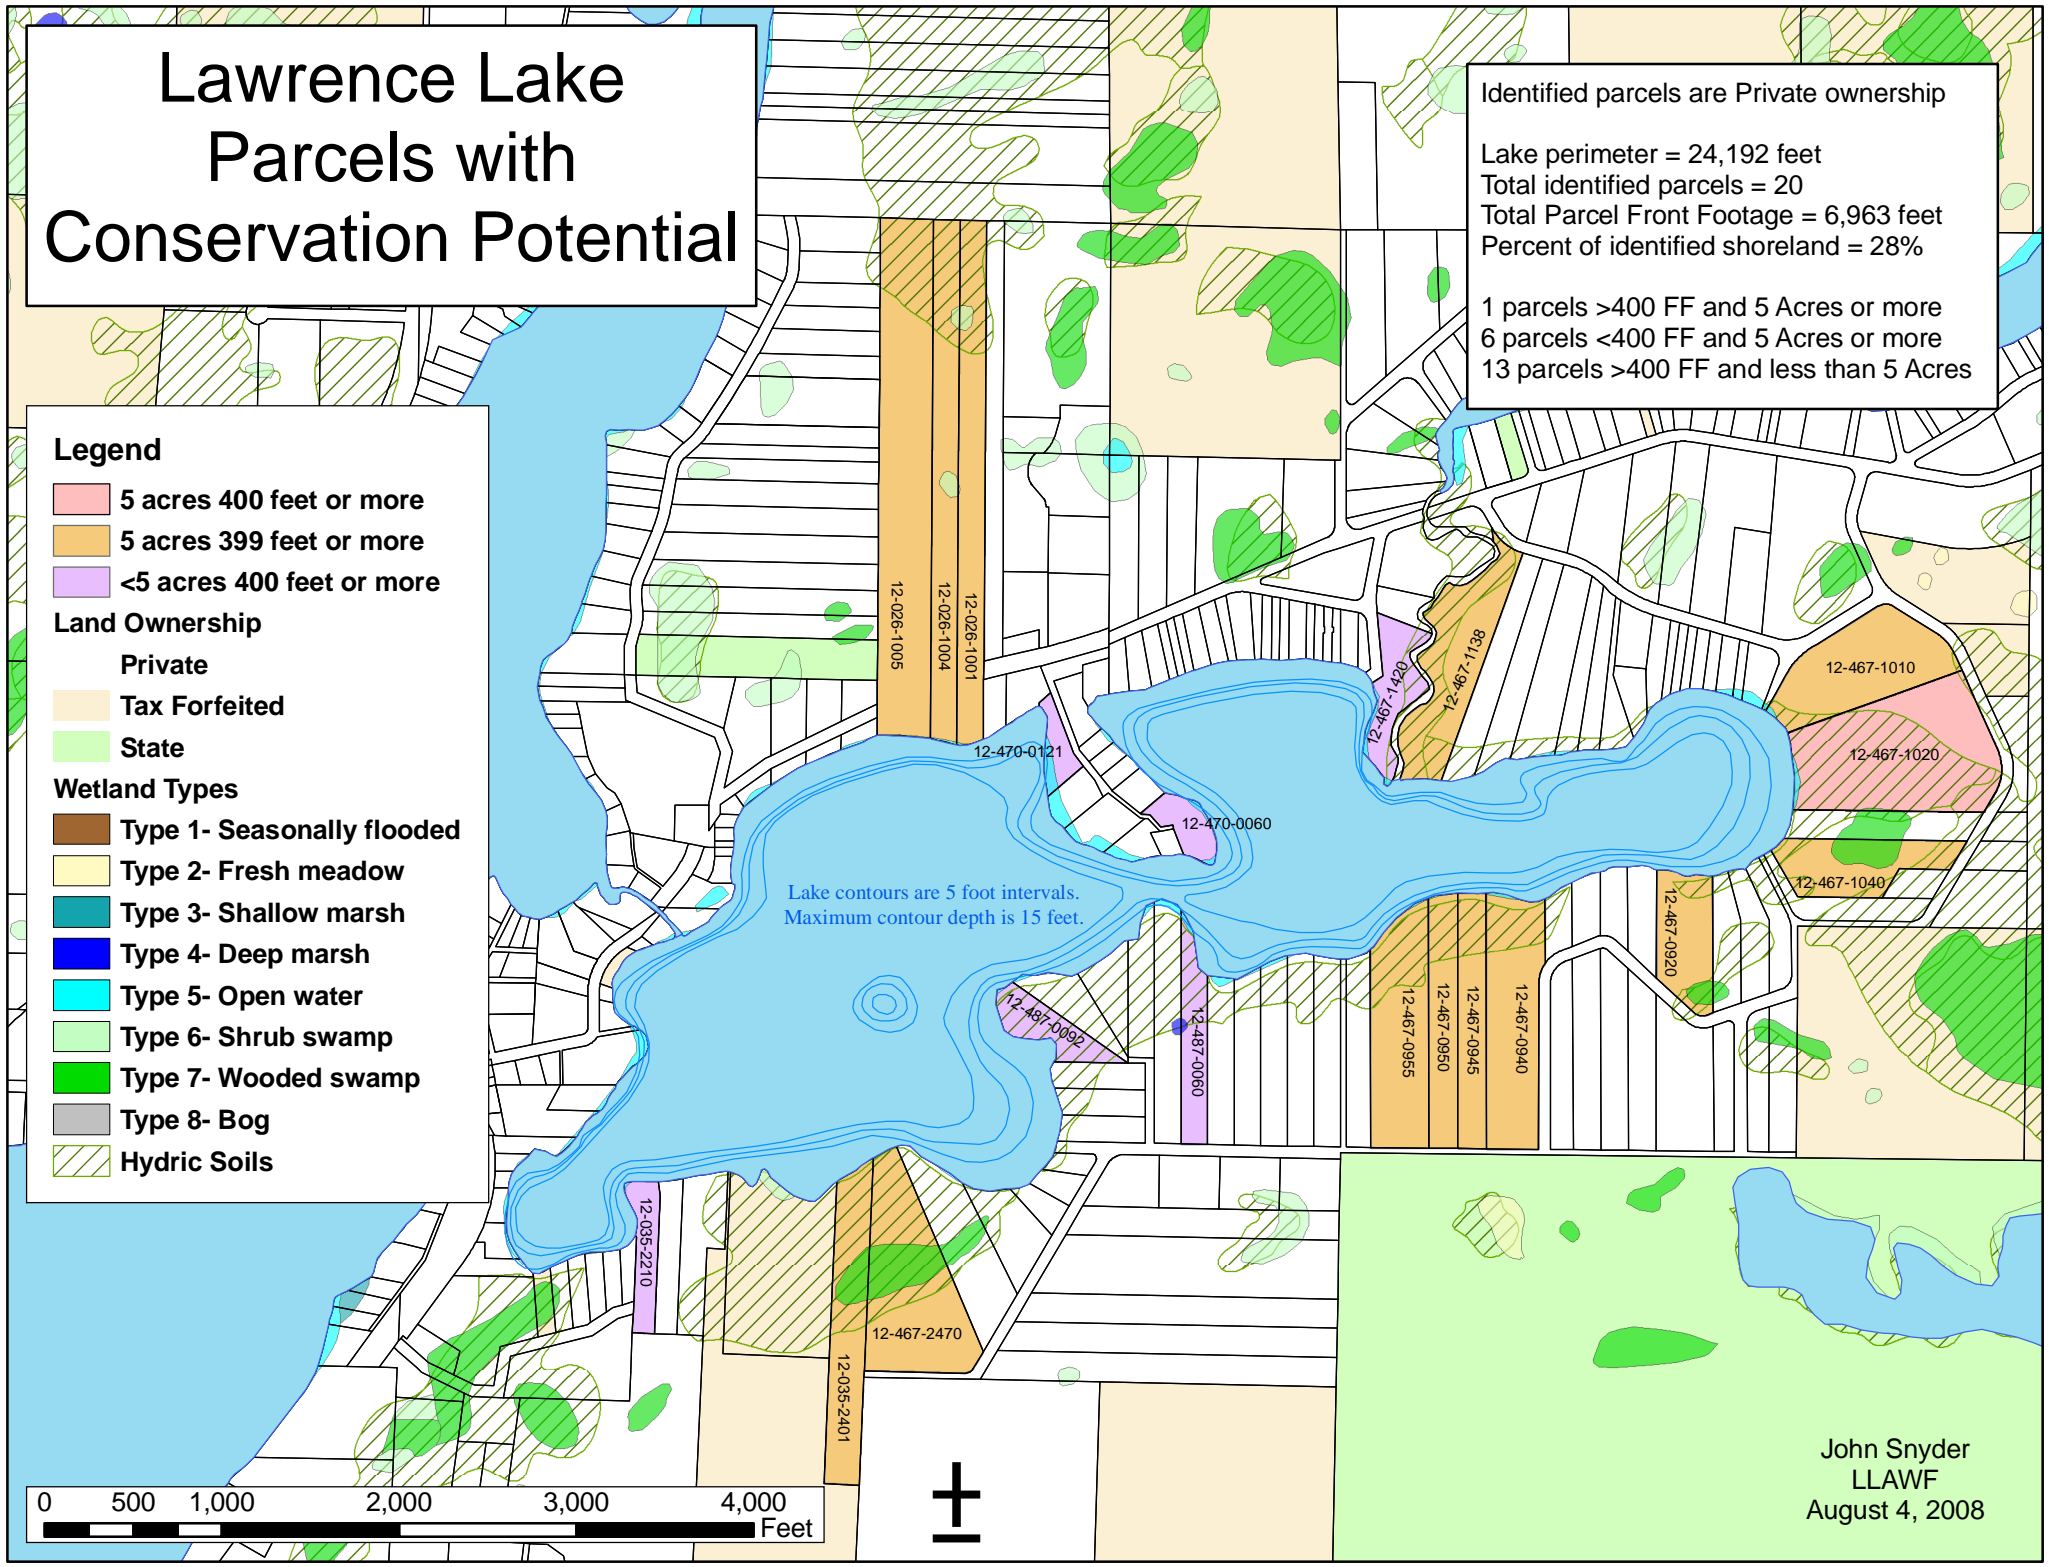 Lawrence Lake
Parcels with
Conservation Potential
Identified parcels are Private ownership
Lake perimeter = 24,192 feet
Total identified parcels = 20
Total Parcel Front Footage = 6,963 feet
Percent of identified shoreland = 28%
1 parcels >400 FF and 5 Acres or more
6 parcels <400 FF and 5 Acres or more
13 parcels >400 FF and less than 5 Acres
Legend
5 acres 400 feet or more
5 acres 399 feet or more
<5 acres 400 feet or more
Land Ownership
Private
Tax Forfeited
State
Wetland Types
Type 1- Seasonally flooded
Type 2- Fresh meadow
Type 3- Shallow marsh
Type 4- Deep marsh
Type 5- Open water
Type 6- Shrub swamp
Type 7- Wooded swamp
Type 8- Bog
Hydric Soils
12-026-1005
12-026-1004
12-026-1001
12-470-0121
12-470-0060
12-467-1420
12-467-1138
12-467-1010
12-467-1020
12-467-1040
Lake contours are 5 foot intervals.
Maximum contour depth is 15 feet.
12-487-0092
12-487-0060
12-467-0955
12-467-0950
12-467-0945
12-467-0940
12-467-0920
12-035-2210
12-467-2470
12-035-2401
0 500 1,000 2,000 3,000 4,000
Feet
John Snyder
LLAWF
August 4, 2008